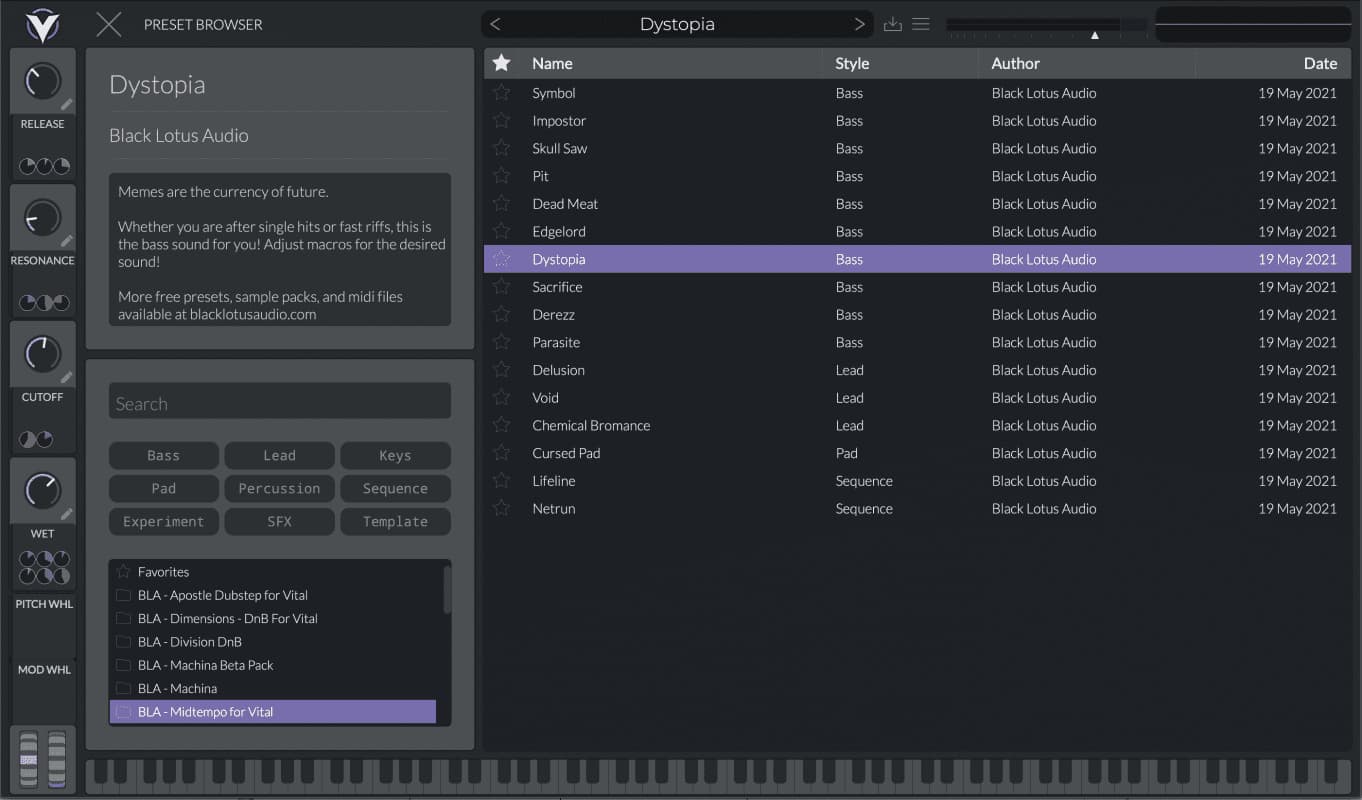 PRESET BROWSER
Dystopia
RELEASE
RESONANCE
CUTOFF
WET
PITCH WHL
MOD WHL
Dystopia
Black Lotus Audio
Memes are the currency of future.
Whether you are after single hits or fast riffs, this is
the bass sound for you! Adjust macros for the desired
sound!
More free presets, sample packs, and midi files
available at blacklotusaudio.com
Search
Bass Lead Keys
Pad Percussion Sequence
Experiment SFX Template
Favorites
BLA - Apostle Dubstep for Vital
BLA - Dimensions - DnB For Vital
BLA - Division DnB
BLA - Machina Beta Pack
BLA - Machina
BLA - Midtempo for Vital
Name Style Author Date
Symbol Bass Black Lotus Audio 19 May 2021
Impostor Bass Black Lotus Audio 19 May 2021
Skull Saw Bass Black Lotus Audio 19 May 2021
Pit Bass Black Lotus Audio 19 May 2021
Dead Meat Bass Black Lotus Audio 19 May 2021
Edgelord Bass Black Lotus Audio 19 May 2021
Dystopia Bass Black Lotus Audio 19 May 2021
Sacrifice Bass Black Lotus Audio 19 May 2021
Derezz Bass Black Lotus Audio 19 May 2021
Parasite Bass Black Lotus Audio 19 May 2021
Delusion Lead Black Lotus Audio 19 May 2021
Void Lead Black Lotus Audio 19 May 2021
Chemical Bromance Lead Black Lotus Audio 19 May 2021
Cursed Pad Pad Black Lotus Audio 19 May 2021
Lifeline Sequence Black Lotus Audio 19 May 2021
Netrun Sequence Black Lotus Audio 19 May 2021